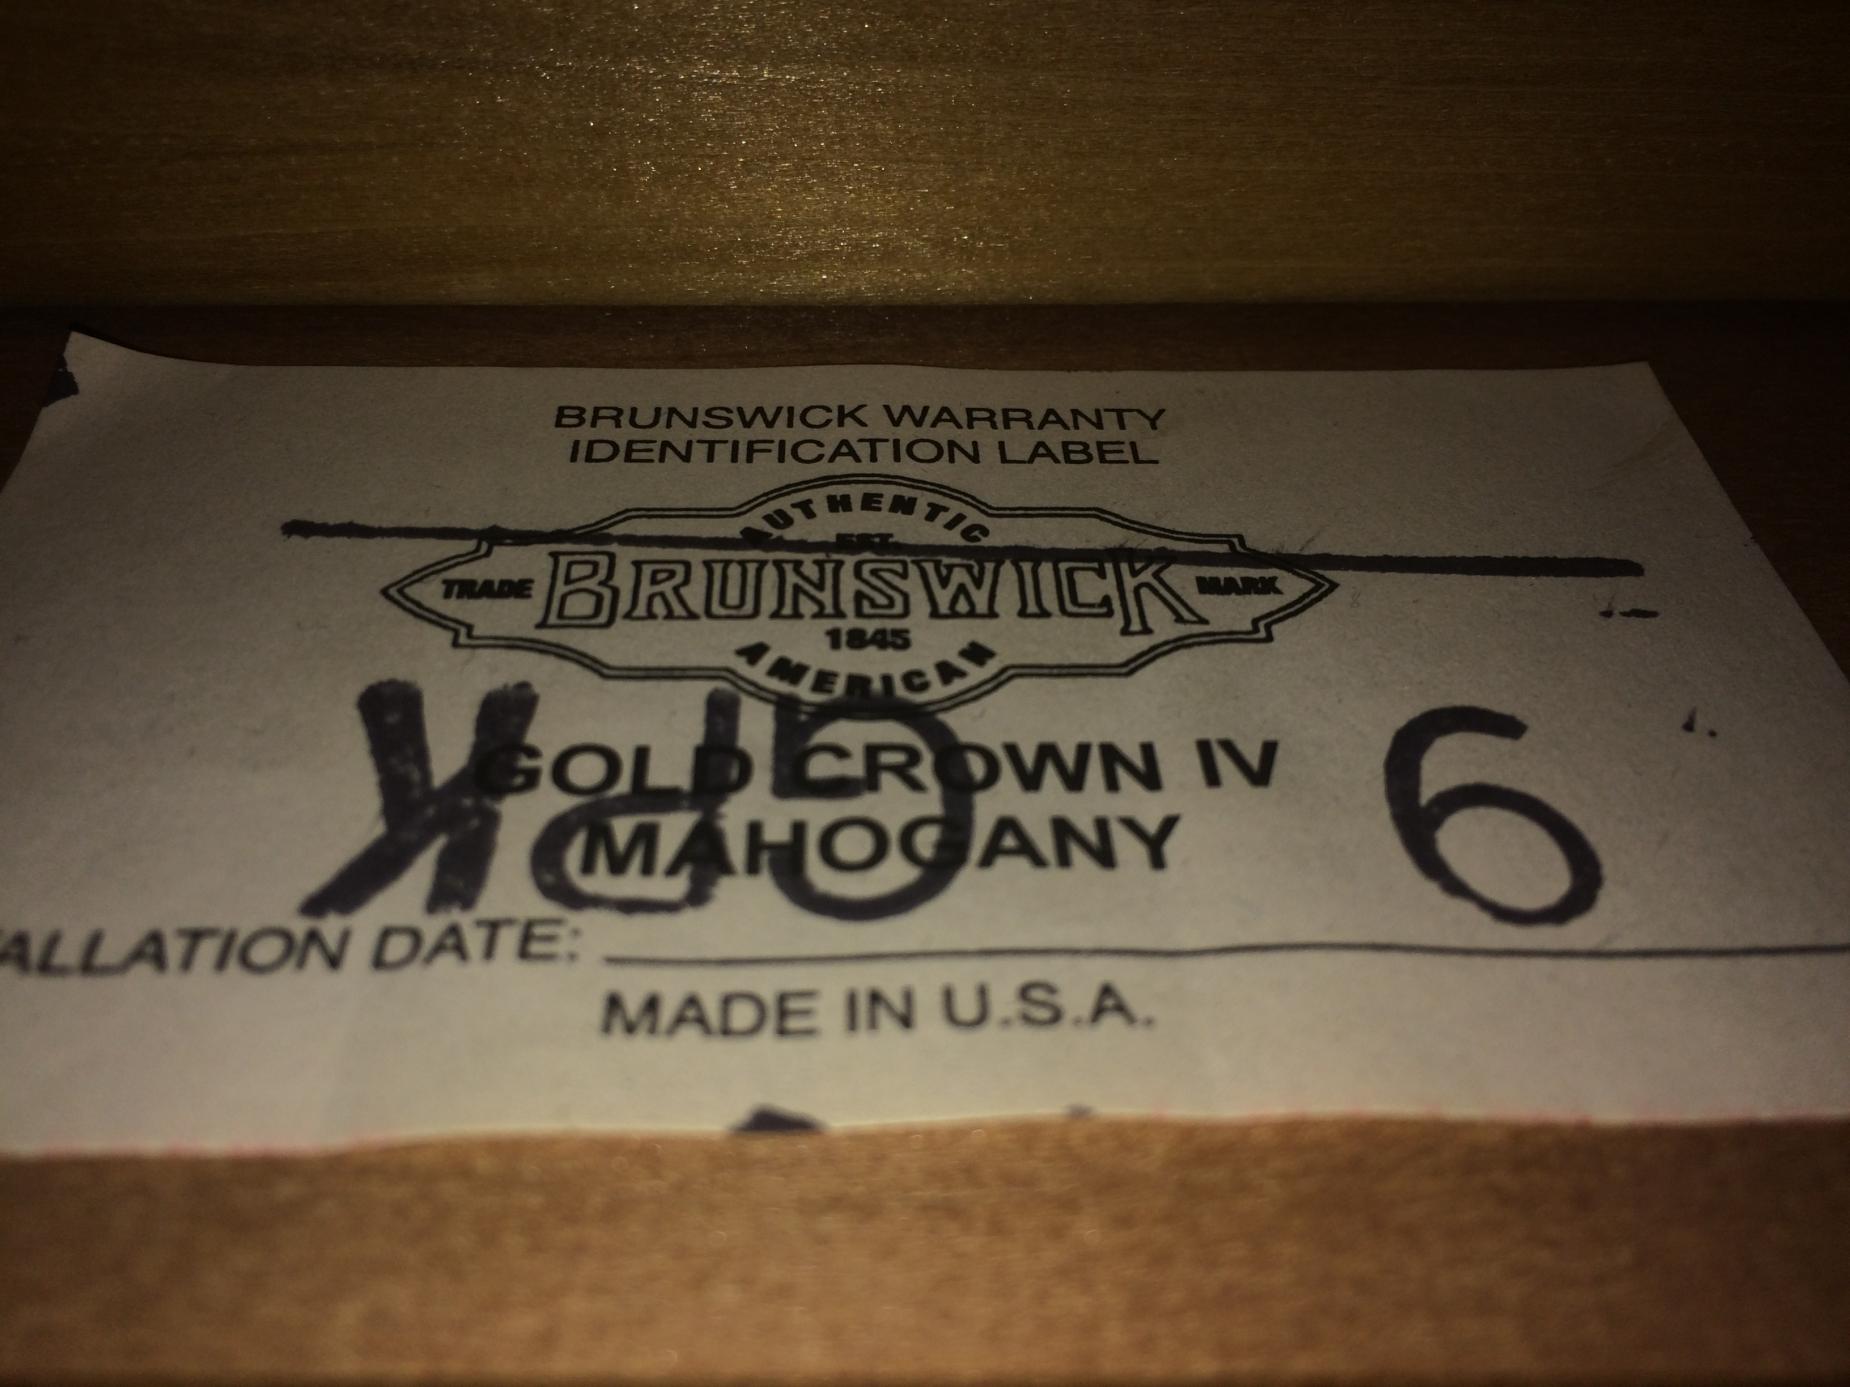 BRUNSWICK WARRANTY
IDENTIFICATION LABEL
AUTHENTIC
EST.
TRADE BRUNSWICK MARK
1845
AMERICAN
GOLD CROWN IV
MAHOGANY
6
ALLATION DATE:
MADE IN U.S.A.